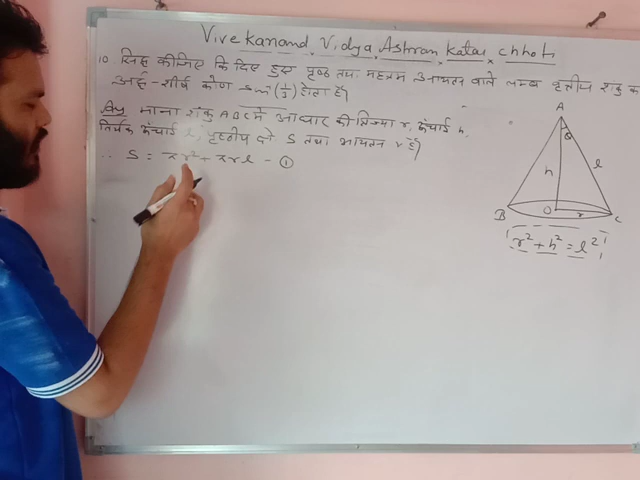 Vivekanand Vidya Ashram Katai Chhoti
10. सिद्ध कीजिए कि दिए हुए पृष्ठ तथा महत्तम आयतन वाले लम्ब वृत्तीय शंकु का
अर्द्ध-शीर्ष कोण sin⁻¹(1/3) होता है।
माना शंकु ABC में आधार की त्रिज्या r, ऊंचाई h,
तिर्यक ऊंचाई l, पृष्ठीय क्षे S तथा आयतन V है।
∴ S = πr² + πrl - ①
A
θ
h
l
B
O
r
C
r² + h² = l²